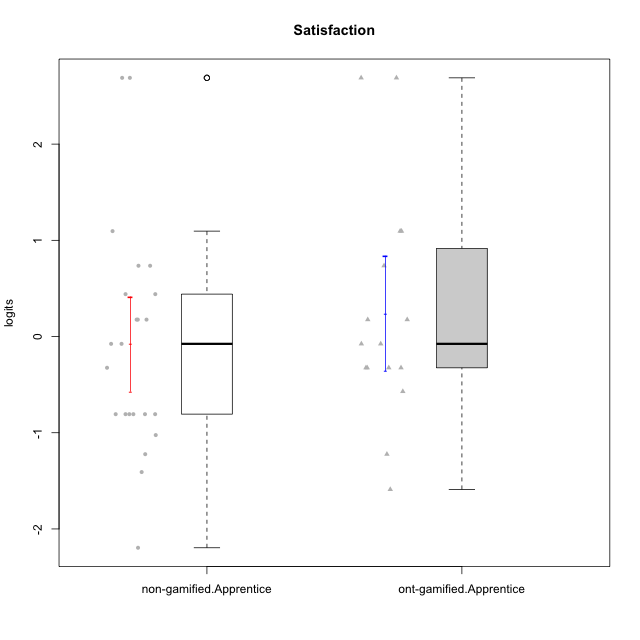 Satisfaction
logits
2
1
0
-1
-2
non-gamified.Apprentice
ont-gamified.Apprentice